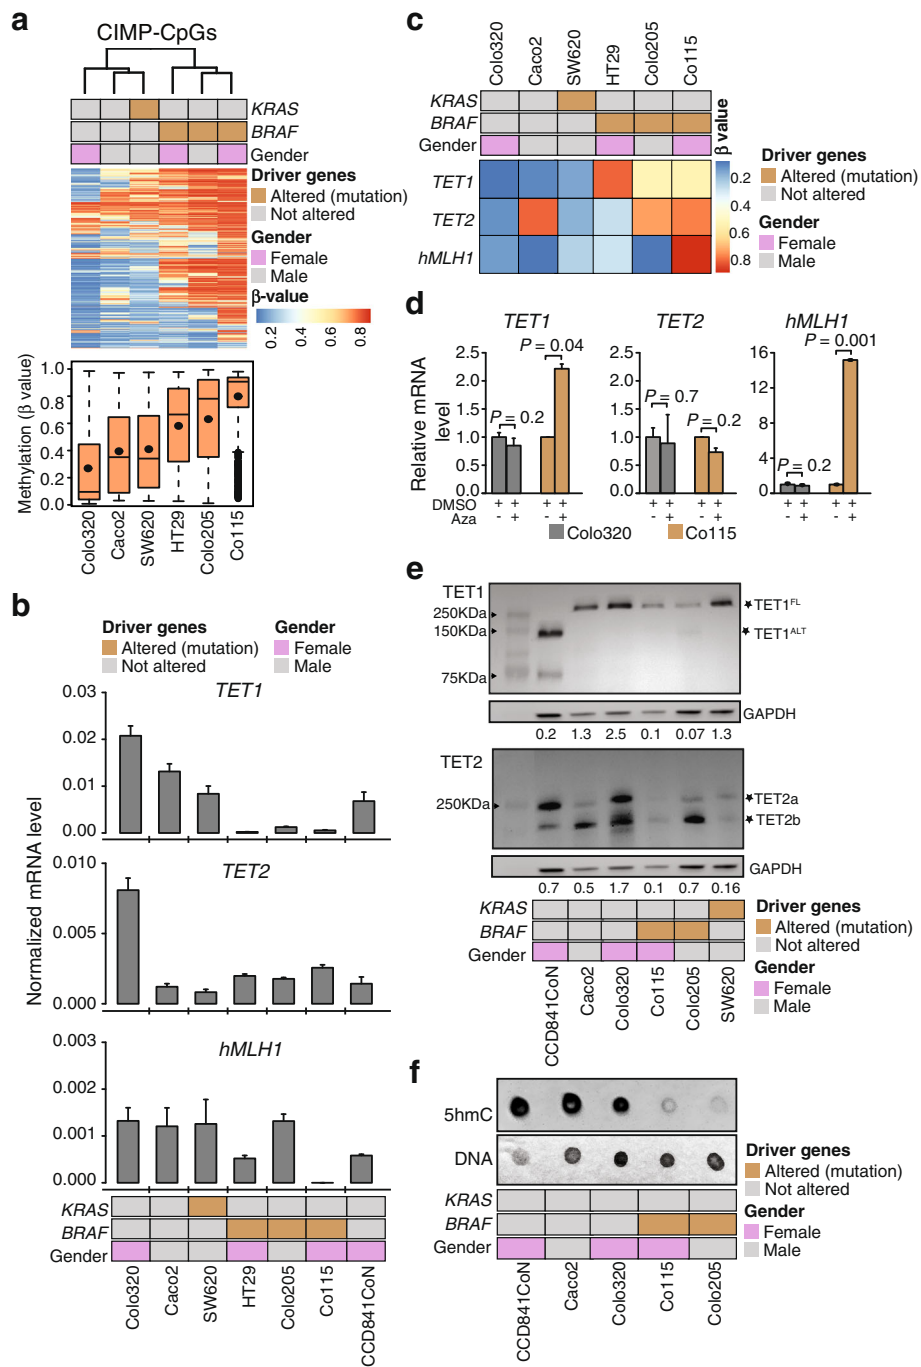 a
CIMP-CpGs
KRAS
BRAF
Gender
Driver genes
Altered (mutation)
Not altered
Gender
Female
Male
β-value
0.2 0.4 0.6 0.8
Methylation (β value)
1.0
0.8
0.6
0.4
0.2
0.0
Colo320 Caco2 SW620 HT29 Colo205 Co115
b
Driver genes Gender
Altered (mutation) Female
Not altered Male
Normalized mRNA level
TET1
0.03
0.02
0.01
0.00
TET2
0.010
0.005
0.000
hMLH1
0.003
0.002
0.001
0.000
KRAS
BRAF
Gender
Colo320 Caco2 SW620 HT29 Colo205 Co115 CCD841CoN
c
Colo320 Caco2 SW620 HT29 Colo205 Co115
KRAS
BRAF
Gender
TET1
TET2
hMLH1
β value
0.2
0.4
0.6
0.8
Driver genes
Altered (mutation)
Not altered
Gender
Female
Male
d
Relative mRNA
level
TET1
P = 0.04
2.5
2.0
1.5
P = 0.2
1.0
0.5
0.0
TET2
2.5
2.0
P = 0.7
1.5
P = 0.2
1.0
0.5
0.0
hMLH1
P = 0.001
16
12
8
4
P = 0.2
0
DMSO + + + + + + + + + + + +
Aza - + - + - + - + - + - +
Colo320 Co115
e
TET1
250KDa
150KDa
75KDa
★TET1FL
★TET1ALT
GAPDH
0.2 1.3 2.5 0.1 0.07 1.3
TET2
250KDa
★TET2a
★TET2b
GAPDH
0.7 0.5 1.7 0.1 0.7 0.16
KRAS
BRAF
Gender
Driver genes
Altered (mutation)
Not altered
Gender
Female
Male
CCD841CoN Caco2 Colo320 Co115 Colo205 SW620
f
5hmC
DNA
KRAS
BRAF
Gender
Driver genes
Altered (mutation)
Not altered
Gender
Female
Male
CCD841CoN Caco2 Colo320 Co115 Colo205